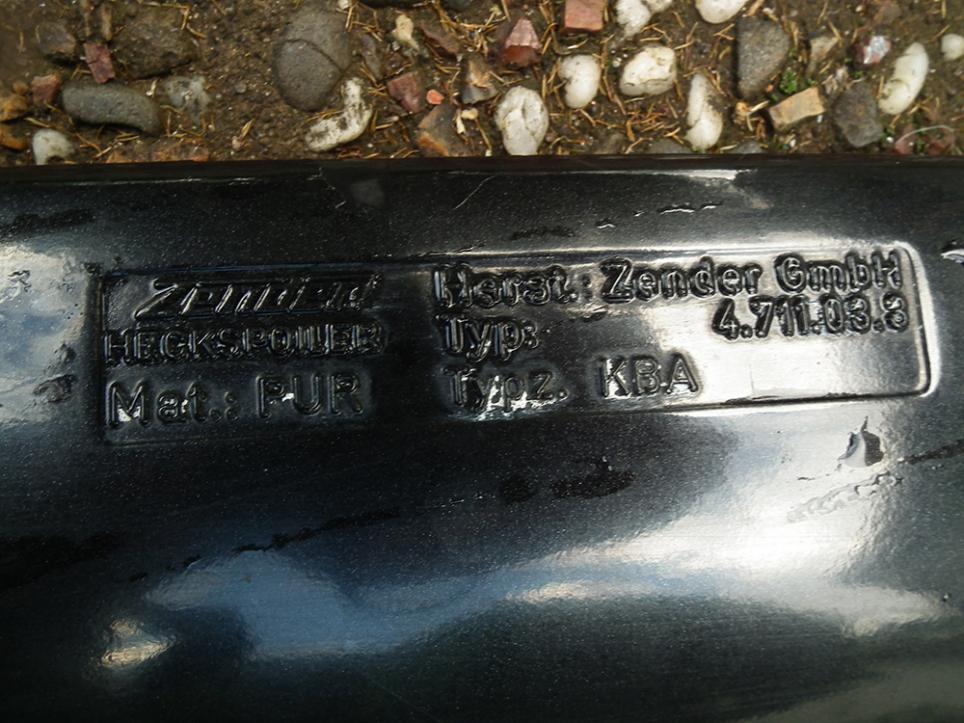 Zender
HECKSPOILER
Mat.: PUR
Herst.: Zender GmbH
Typ: 4.711.03.3
Typz. KBA